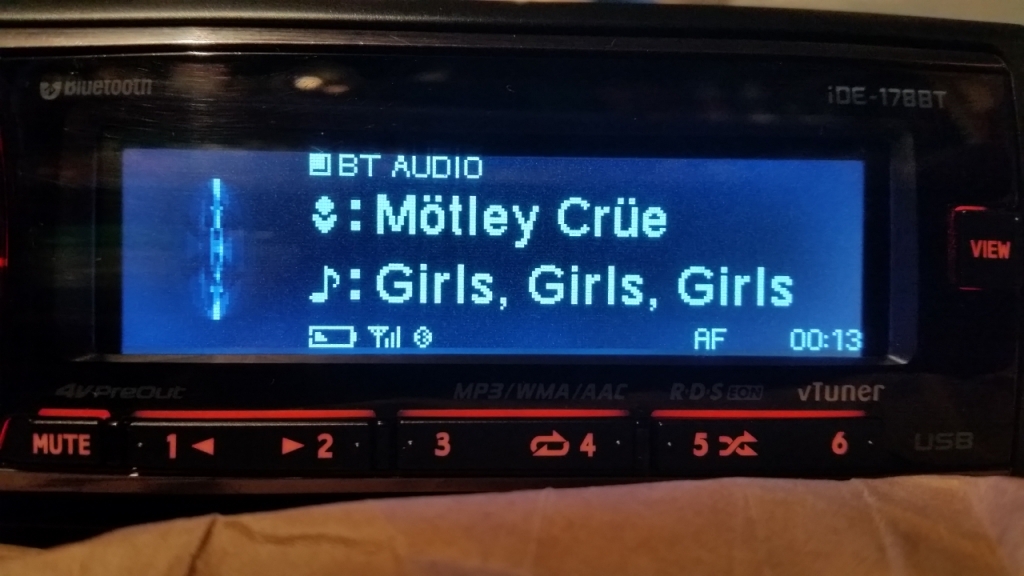 Bluetooth
iDE-178BT
BT AUDIO
: Mötley Crüe
: Girls, Girls, Girls
AF 00:13
VIEW
4V-PreOut MP3/WMA/AAC R·D·S EON vTuner
MUTE 1 2 3 4 5 6 USB